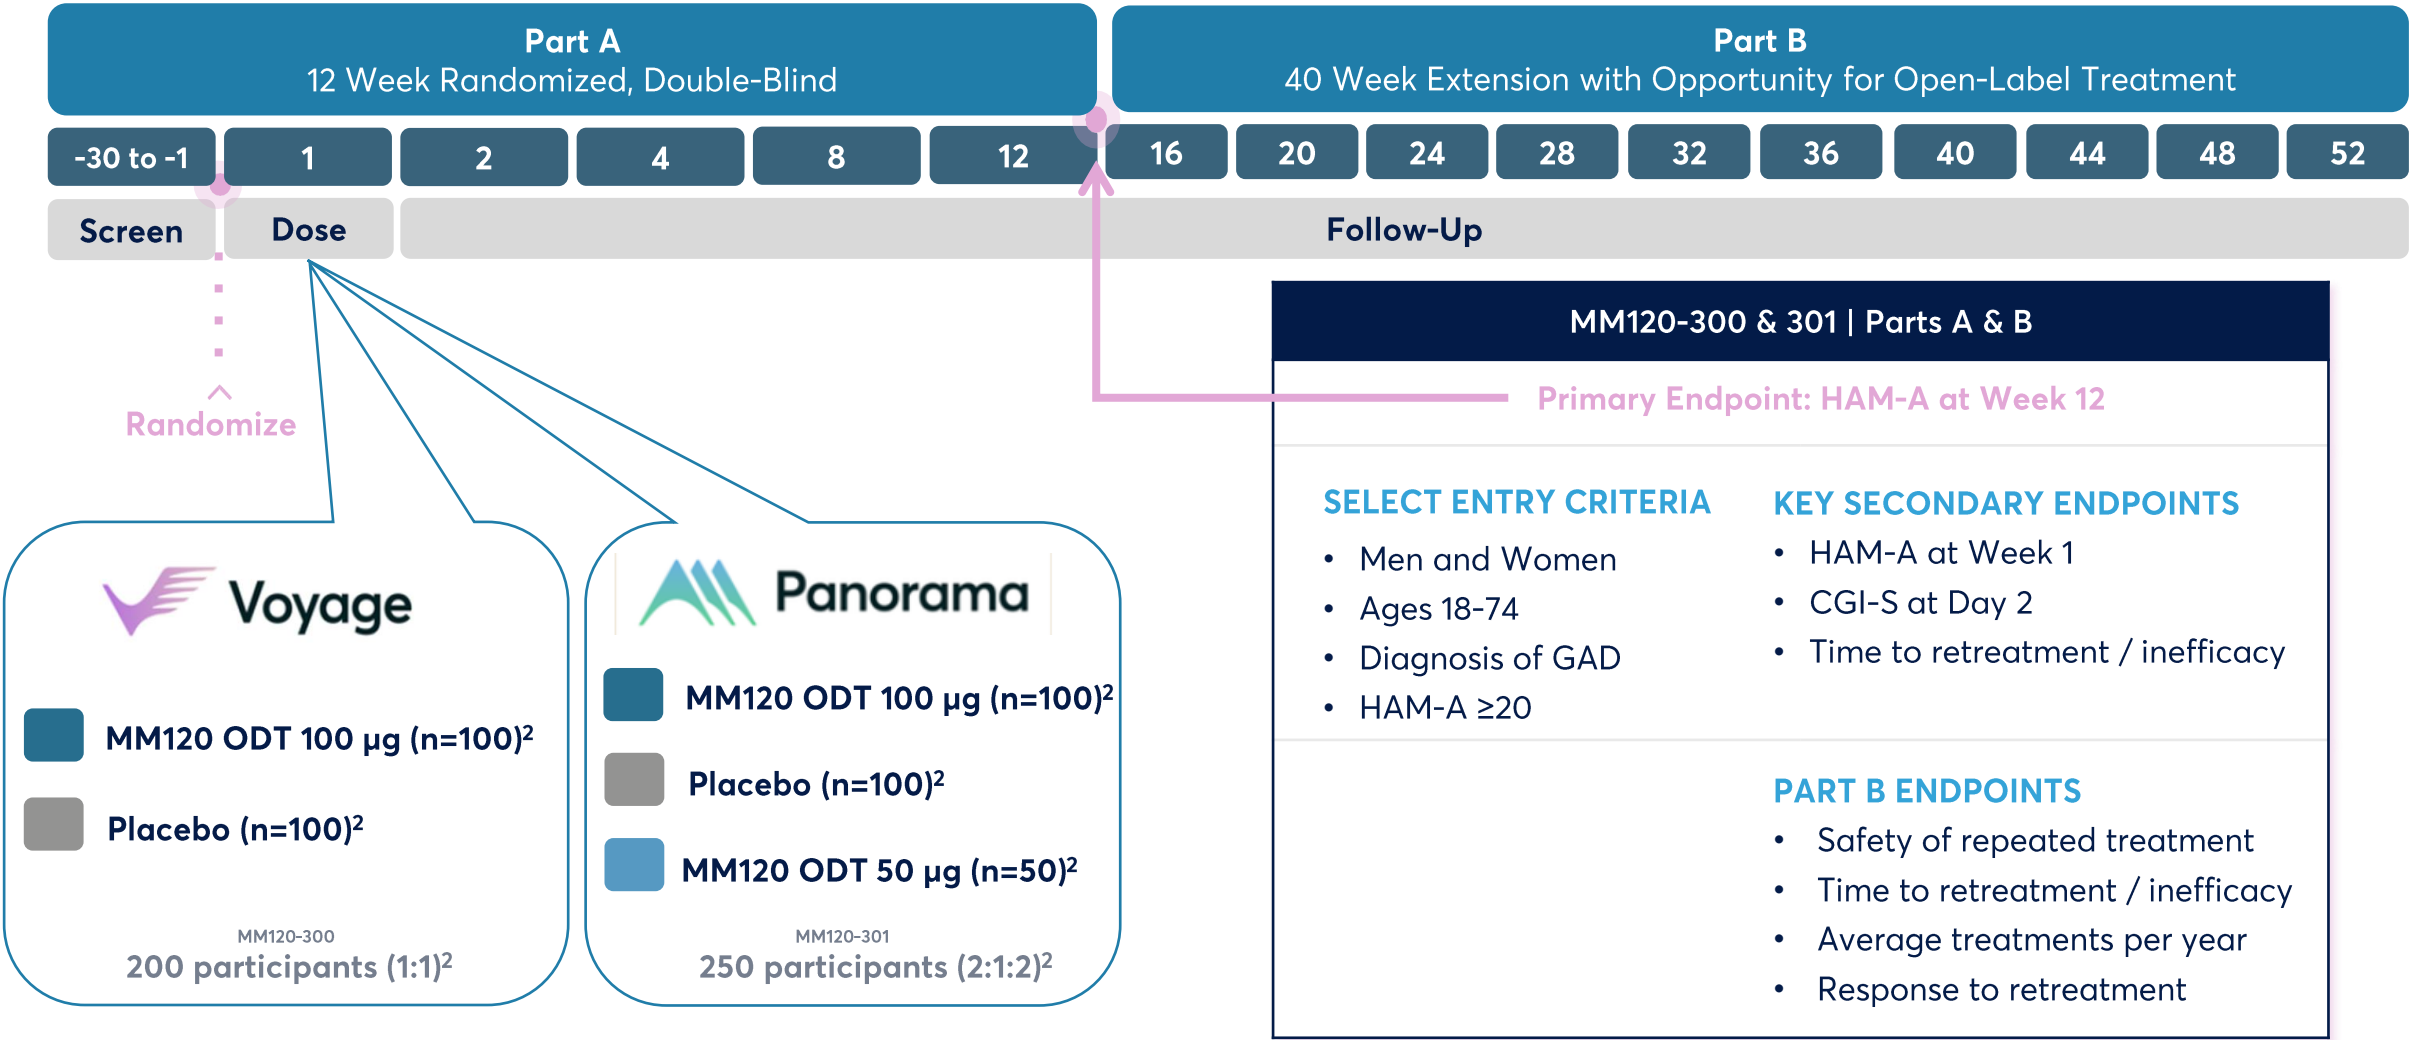 Part A
12 Week Randomized, Double-Blind
Part B
40 Week Extension with Opportunity for Open-Label Treatment
-30 to -1
1
2
4
8
12
16
20
24
28
32
36
40
44
48
52
Screen
Dose
Follow-Up
Randomize
Voyage
MM120 ODT 100 µg (n=100)²
Placebo (n=100)²
MM120-300
200 participants (1:1)²
Panorama
MM120 ODT 100 µg (n=100)²
Placebo (n=100)²
MM120 ODT 50 µg (n=50)²
MM120-301
250 participants (2:1:2)²
MM120-300 & 301 | Parts A & B
Primary Endpoint: HAM-A at Week 12
SELECT ENTRY CRITERIA
• Men and Women
• Ages 18-74
• Diagnosis of GAD
• HAM-A ≥20
KEY SECONDARY ENDPOINTS
• HAM-A at Week 1
• CGI-S at Day 2
• Time to retreatment / inefficacy
PART B ENDPOINTS
• Safety of repeated treatment
• Time to retreatment / inefficacy
• Average treatments per year
• Response to retreatment